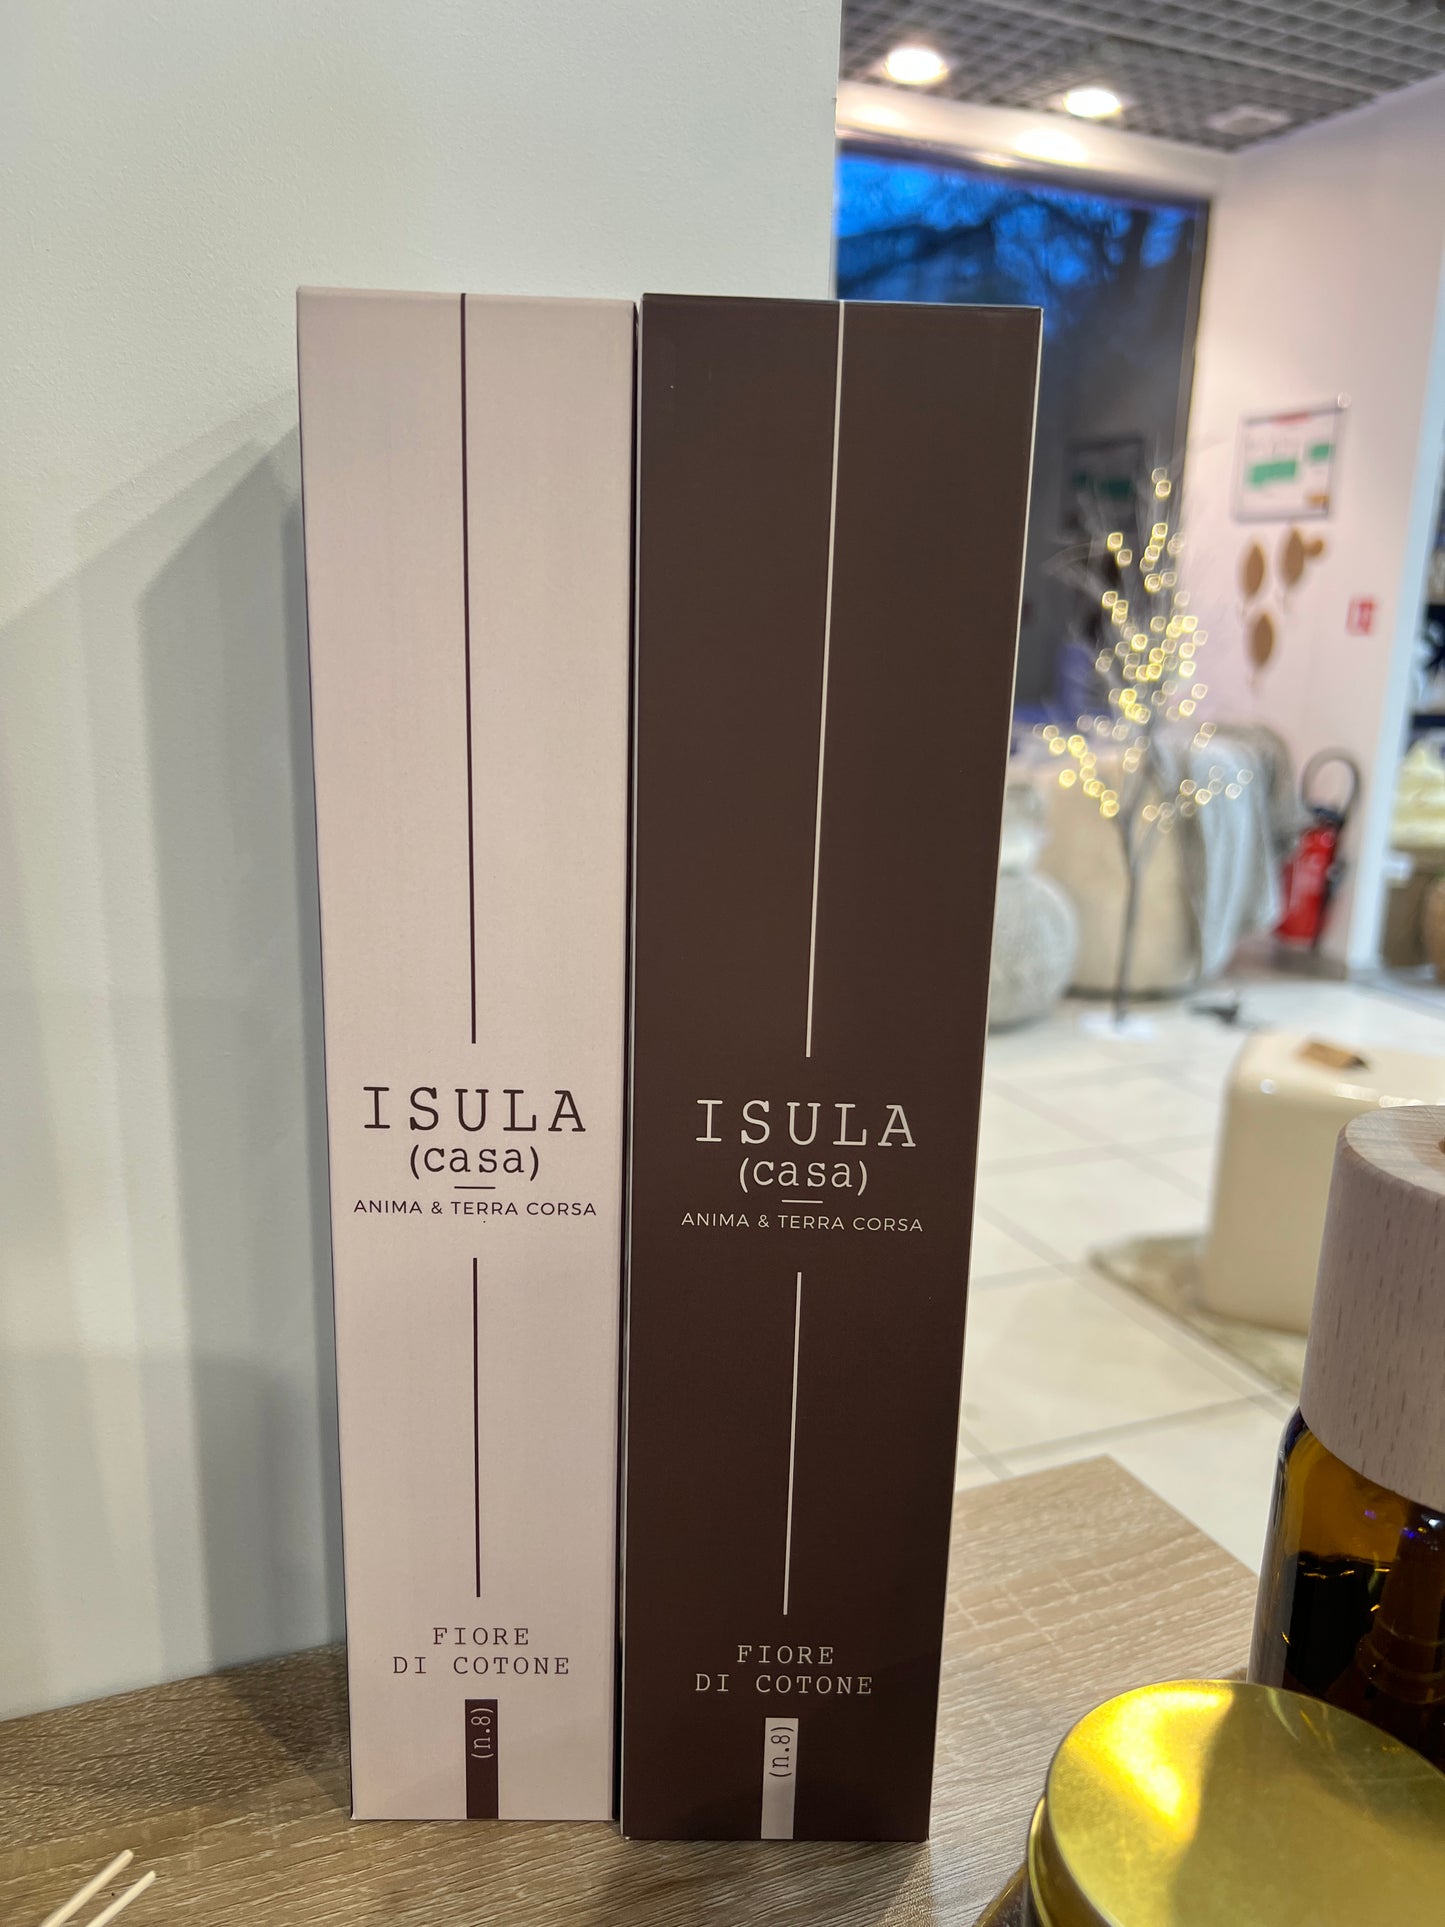 ISULA
(casa)
ANIMA & TERRA CORSA
FIORE
DI COTONE
(n.8)
ISULA
(casa)
ANIMA & TERRA CORSA
FIORE
DI COTONE
(n.8)